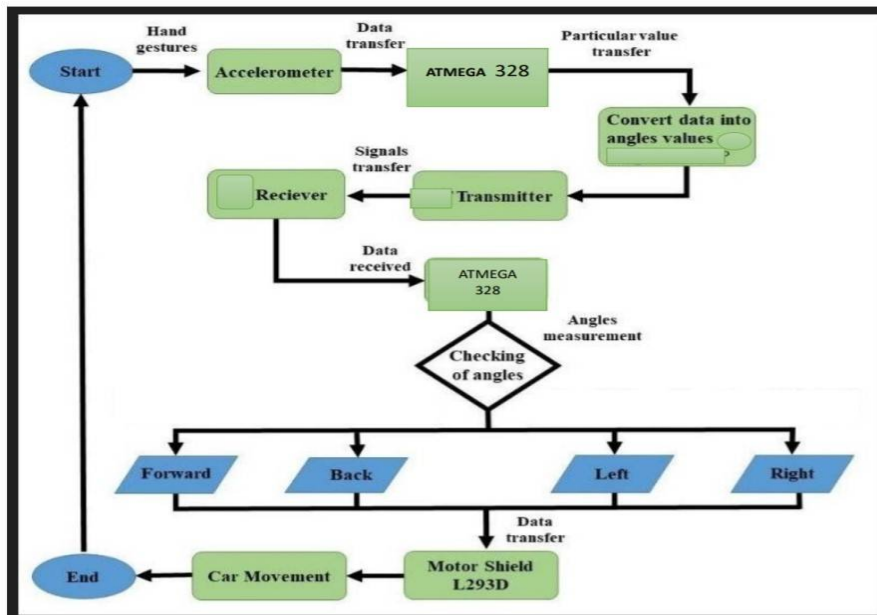 Hand
gestures
Start
Accelerometer
Data
transfer
ATMEGA 328
Particular value
transfer
Convert data into
angles values
Signals
transfer
Transmitter
Reciever
Data
received
ATMEGA
328
Angles
measurement
Checking
of angles
Forward
Back
Left
Right
Data
transfer
Motor Shield
L293D
Car Movement
End